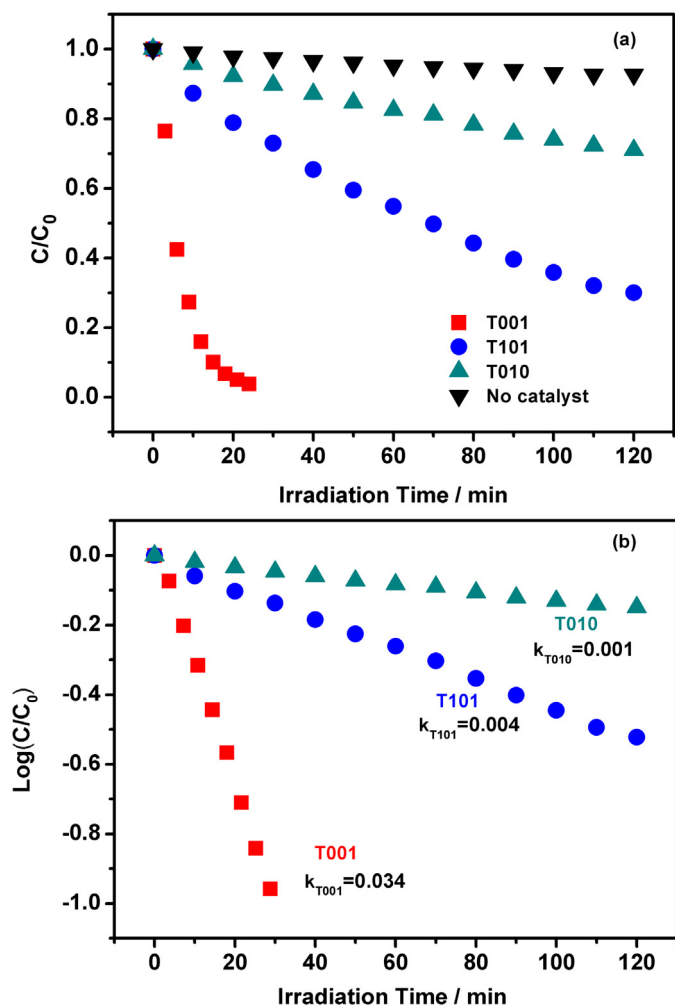 (a)
1.0
0.8
0.6
0.4
0.2
0.0
C/C₀
T001
T101
T010
No catalyst
0 20 40 60 80 100 120
Irradiation Time / min
(b)
0.0
-0.2
-0.4
-0.6
-0.8
-1.0
Log(C/C₀)
T010
k_T010=0.001
T101
k_T101=0.004
T001
k_T001=0.034
0 20 40 60 80 100 120
Irradiation Time / min